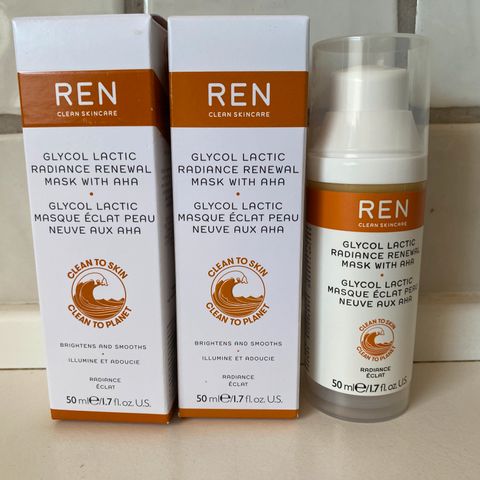 REN
CLEAN SKINCARE
GLYCOL LACTIC
RADIANCE RENEWAL
MASK WITH AHA
GLYCOL LACTIC
MASQUE ÉCLAT PEAU
NEUVE AUX AHA
CLEAN TO SKIN
CLEAN TO PLANET
BRIGHTENS AND SMOOTHS
ILLUMINE ET ADOUCIE
RADIANCE
ÉCLAT
50 ml℮/1.7 fl. oz. U.S.
REN
CLEAN SKINCARE
GLYCOL LACTIC
RADIANCE RENEWAL
MASK WITH AHA
GLYCOL LACTIC
MASQUE ÉCLAT PEAU
NEUVE AUX AHA
CLEAN TO SKIN
CLEAN TO PLANET
BRIGHTENS AND SMOOTHS
ILLUMINE ET ADOUCIE
RADIANCE
ÉCLAT
50 ml℮/1.7 fl. oz. U.S.
REN
CLEAN SKINCARE
GLYCOL LACTIC
RADIANCE RENEWAL
MASK WITH AHA
GLYCOL LACTIC
MASQUE ÉCLAT PEAU
NEUVE AUX AHA
CLEAN TO SKIN
CLEAN TO PLANET
50 ml℮/1.7 fl. oz. U.S.
RADIANCE
ÉCLAT